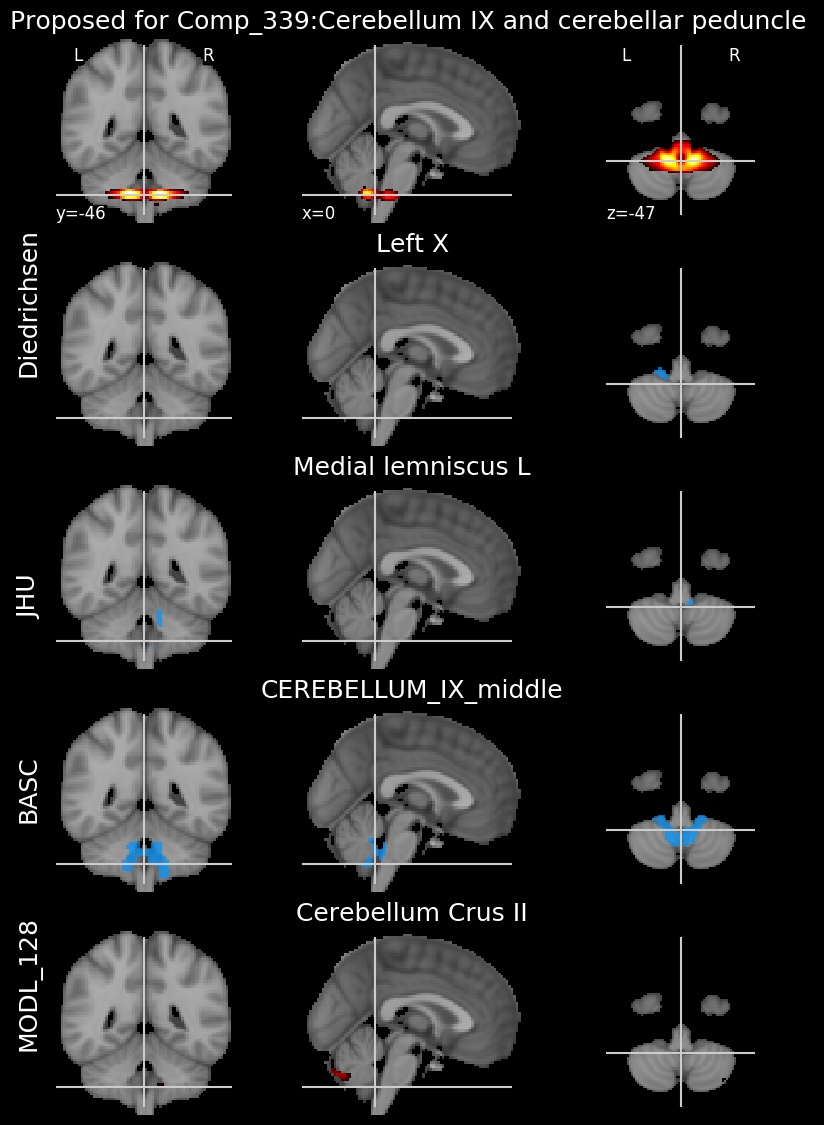 Proposed for Comp_339:Cerebellum IX and cerebellar peduncle
L R L R
y=-46 x=0 z=-47
Left X
Diedrichsen
Medial lemniscus L
JHU
CEREBELLUM_IX_middle
BASC
Cerebellum Crus II
MODL_128